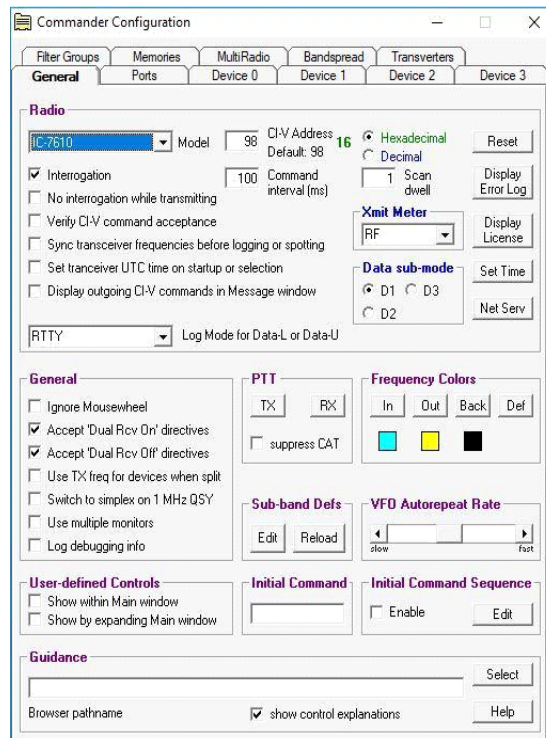 Commander Configuration
Filter Groups Memories MultiRadio Bandspread Transverters
General Ports Device 0 Device 1 Device 2 Device 3
Radio
IC-7610 Model 98 CI-V Address 16 Hexadecimal Reset
Default: 98 Decimal
Interrogation 100 Command interval (ms) 1 Scan dwell Display Error Log
No interrogation while transmitting
Verify CI-V command acceptance
Xmit Meter
RF
Display License
Sync transceiver frequencies before logging or spotting
Set tranceiver UTC time on startup or selection
Data sub-mode
Set Time
Display outgoing CI-V commands in Message window
D1 D3
D2
Net Serv
RTTY Log Mode for Data-L or Data-U
General
Ignore Mousewheel
Accept 'Dual Rcv On' directives
Accept 'Dual Rcv Off' directives
Use TX freq for devices when split
Switch to simplex on 1 MHz QSY
Use multiple monitors
Log debugging info
PTT
TX RX
suppress CAT
Frequency Colors
In Out Back Def
Sub-band Defs
Edit Reload
VFO Autorepeat Rate
slow fast
User-defined Controls
Show within Main window
Show by expanding Main window
Initial Command
Initial Command Sequence
Enable Edit
Guidance
Select
Browser pathname show control explanations Help